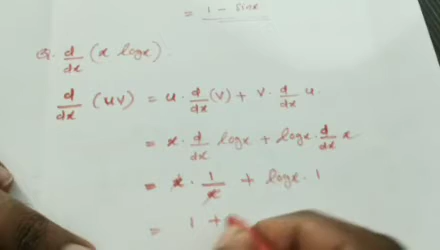 = 1 - sinx
Q. d/dx (x logx).
d/dx (uv) = u · d/dx (v) + v · d/dx u.
= x · d/dx logx + logx · d/dx x
= x · 1/x + logx · 1
= 1 +